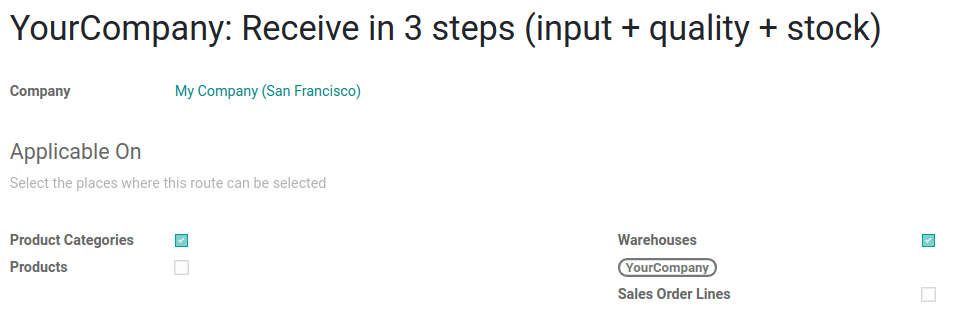 YourCompany: Receive in 3 steps (input + quality + stock)
Company My Company (San Francisco)
Applicable On
Select the places where this route can be selected
Product Categories
Products
Warehouses
YourCompany
Sales Order Lines